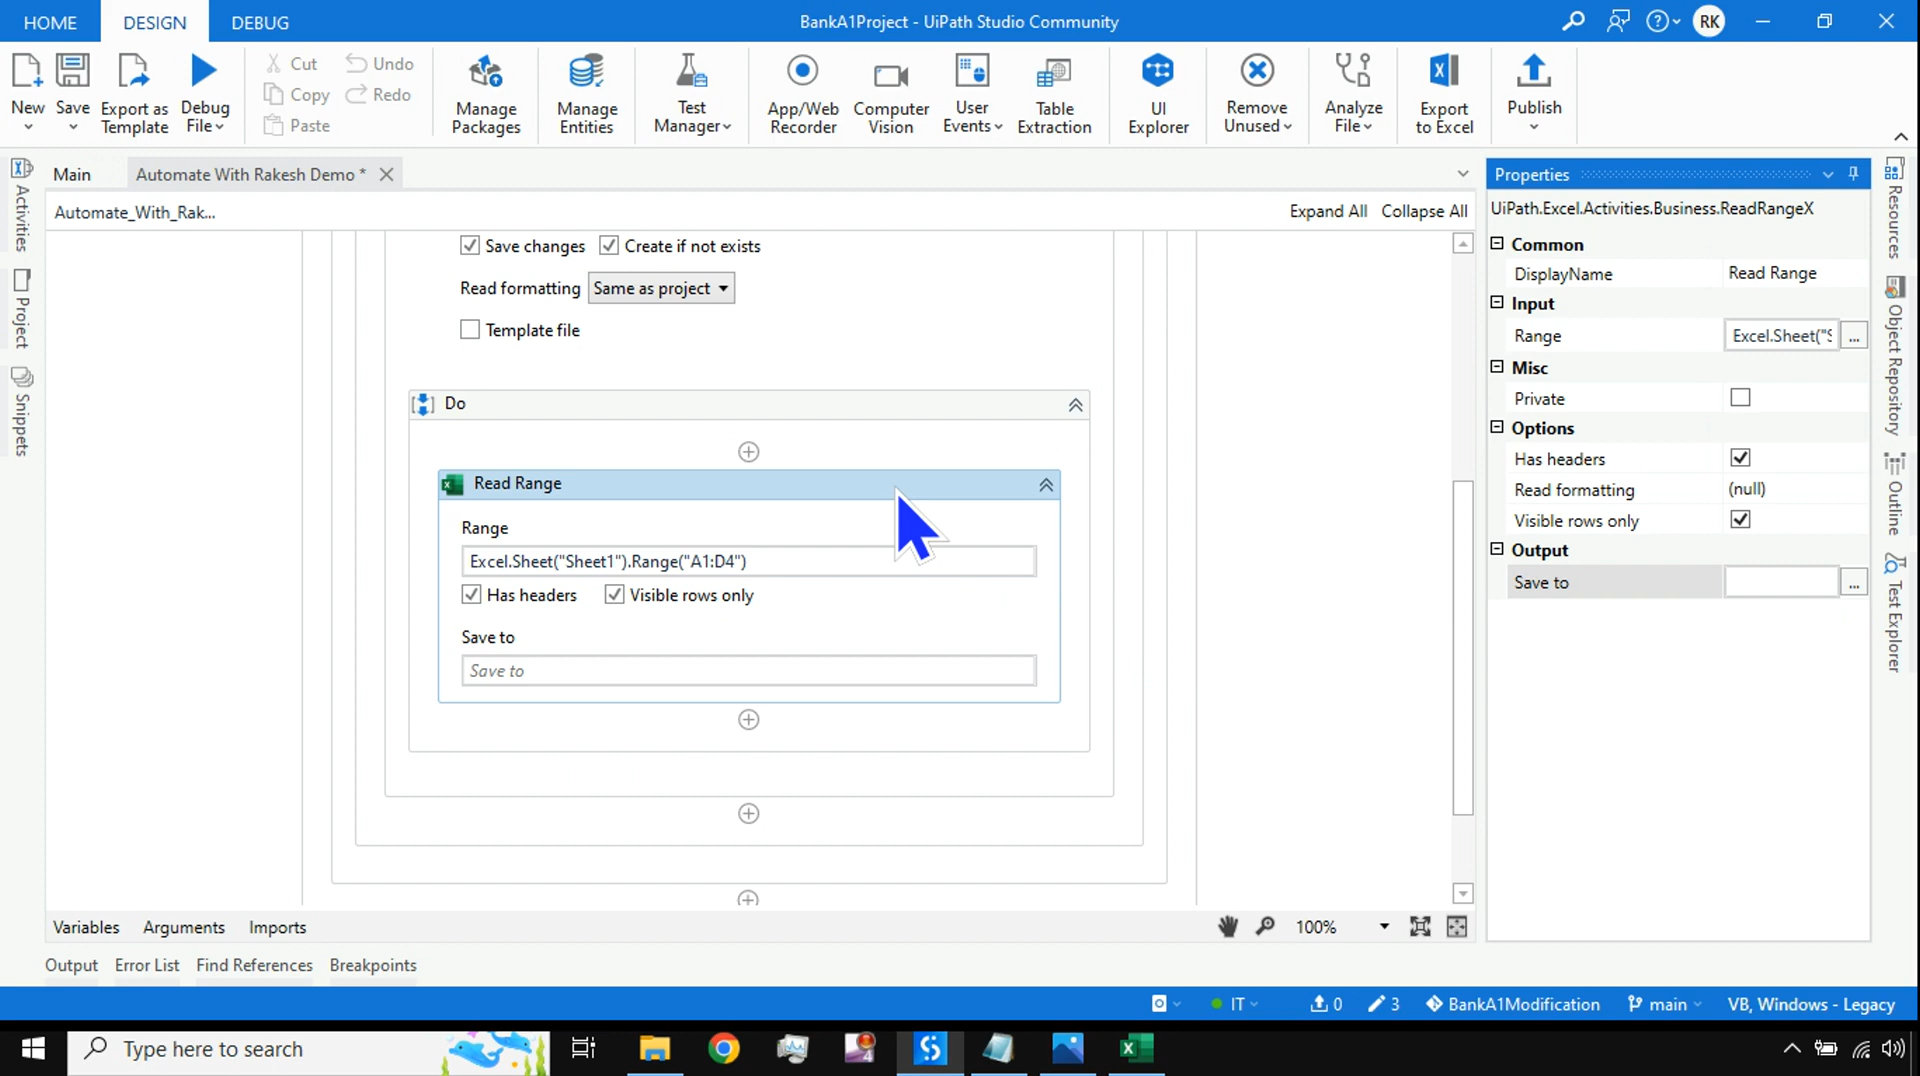 HOME DESIGN DEBUG BankA1Project - UiPath Studio Community RK
New Save Export as Template Debug File Cut Copy Paste Undo Redo Manage Packages Manage Entities Test Manager App/Web Recorder Computer Vision User Events Table Extraction UI Explorer Remove Unused Analyze File Export to Excel Publish
Main Automate With Rakesh Demo *
Automate_With_Rak... Expand All Collapse All
Activities
Project
Snippets
Save changes Create if not exists
Read formatting Same as project
Template file
Do
Read Range
Range
Excel.Sheet("Sheet1").Range("A1:D4")
Has headers Visible rows only
Save to
Save to
Properties
UiPath.Excel.Activities.Business.ReadRangeX
Common
DisplayName Read Range
Input
Range Excel.Sheet("S ...
Misc
Private
Options
Has headers
Read formatting (null)
Visible rows only
Output
Save to ...
Resources
Object Repository
Outline
Test Explorer
Variables Arguments Imports 100%
Output Error List Find References Breakpoints
IT 0 3 BankA1Modification main VB, Windows - Legacy
Type here to search